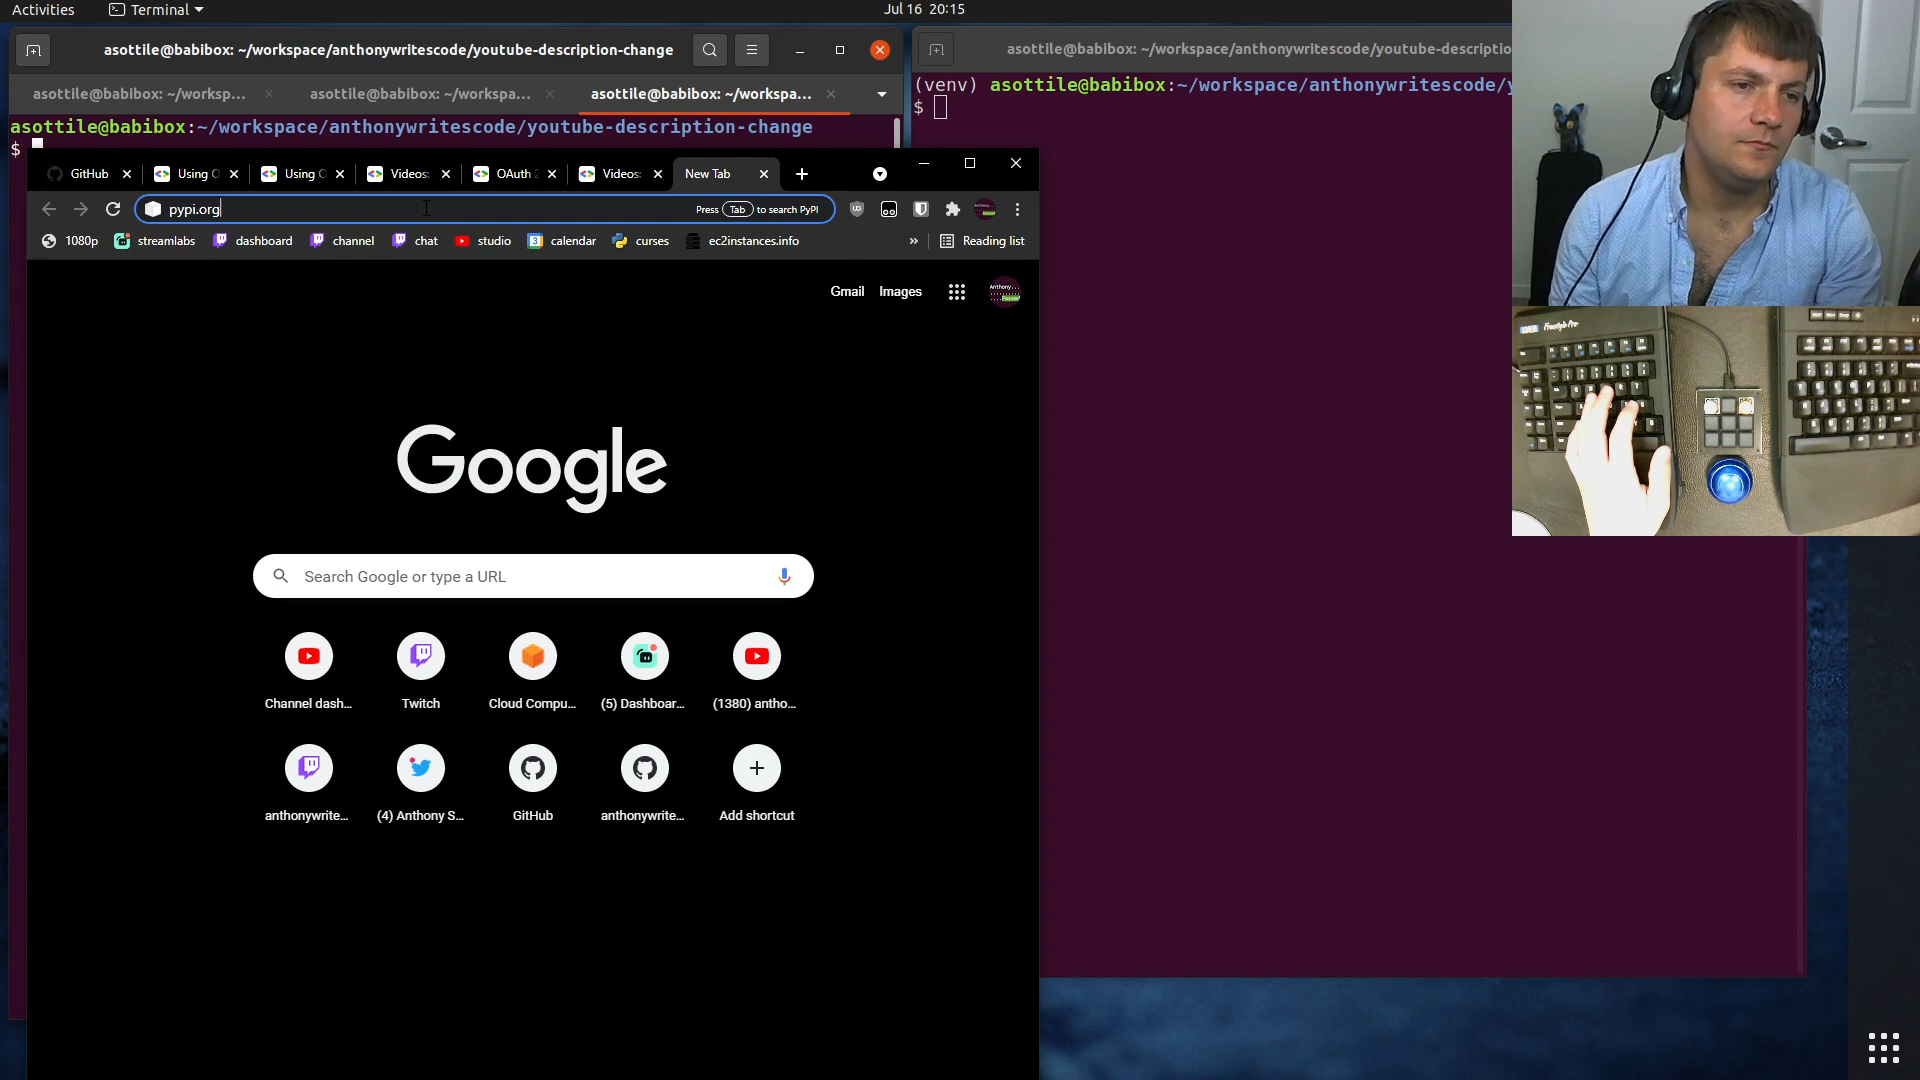 Activities
Terminal
Jul 16 20:15
asottile@babibox: ~/workspace/anthonywritescode/youtube-description-change
asottile@babibox: ~/workspace/anthonywritescode/youtube-descriptio
asottile@babibox: ~/worksp...
asottile@babibox: ~/workspa...
asottile@babibox: ~/workspa...
(venv) asottile@babibox:~/workspace/anthonywritescode/y
$
asottile@babibox:~/workspace/anthonywritescode/youtube-description-change
$
GitHub
Using O
Using O
Videos:
OAuth 2
Videos:
New Tab
pypi.org
Press Tab to search PyPI
1080p
streamlabs
dashboard
channel
chat
studio
calendar
curses
ec2instances.info
»
Reading list
Gmail
Images
Google
Search Google or type a URL
Channel dash...
Twitch
Cloud Compu...
(5) Dashboar...
(1380) antho...
anthonywrite...
(4) Anthony S...
GitHub
anthonywrite...
Add shortcut
Freestyle Pro